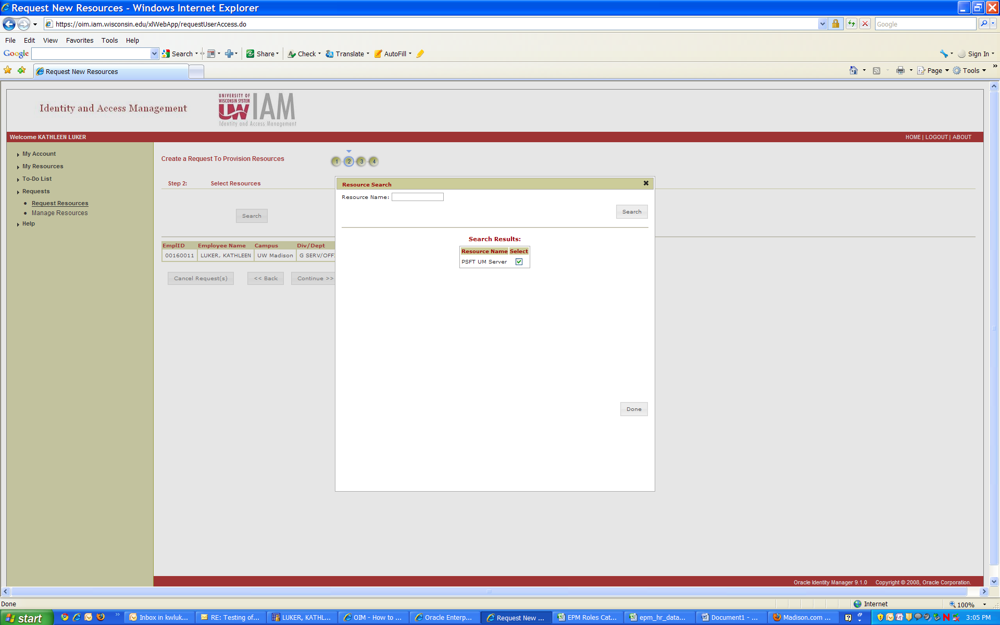 Request New Resources - Windows Internet Explorer
https://oim.iam.wisconsin.edu/xlWebApp/requestUserAccess.do
Google
File Edit View Favorites Tools Help
Google Search Share Check Translate AutoFill Sign In
Request New Resources Page Tools
Identity and Access Management
UNIVERSITY OF
WISCONSIN SYSTEM
UW IAM
Identity and Access Management
Welcome KATHLEEN LUKER HOME | LOGOUT | ABOUT
My Account
My Resources
To-Do List
Requests
Request Resources
Manage Resources
Help
Create a Request To Provision Resources 1 2 3 4
Step 2: Select Resources
Search
EmplID Employee Name Campus Div/Dept
00160011 LUKER, KATHLEEN UW Madison G SERV/OFF
Cancel Request(s) << Back Continue >>
Resource Search
Resource Name:
Search
Search Results:
Resource Name Select
PSFT UM Server
Done
Oracle Identity Manager 9.1.0 Copyright © 2008, Oracle Corporation.
Done Internet 100%
start Inbox in kwluk... RE: Testing of... LUKER, KATHL... OIM - How to ... Oracle Enterp... Request New ... EPM Roles Cat... epm_hr_data... Document1 - ... Madison.com ... 3:05 PM